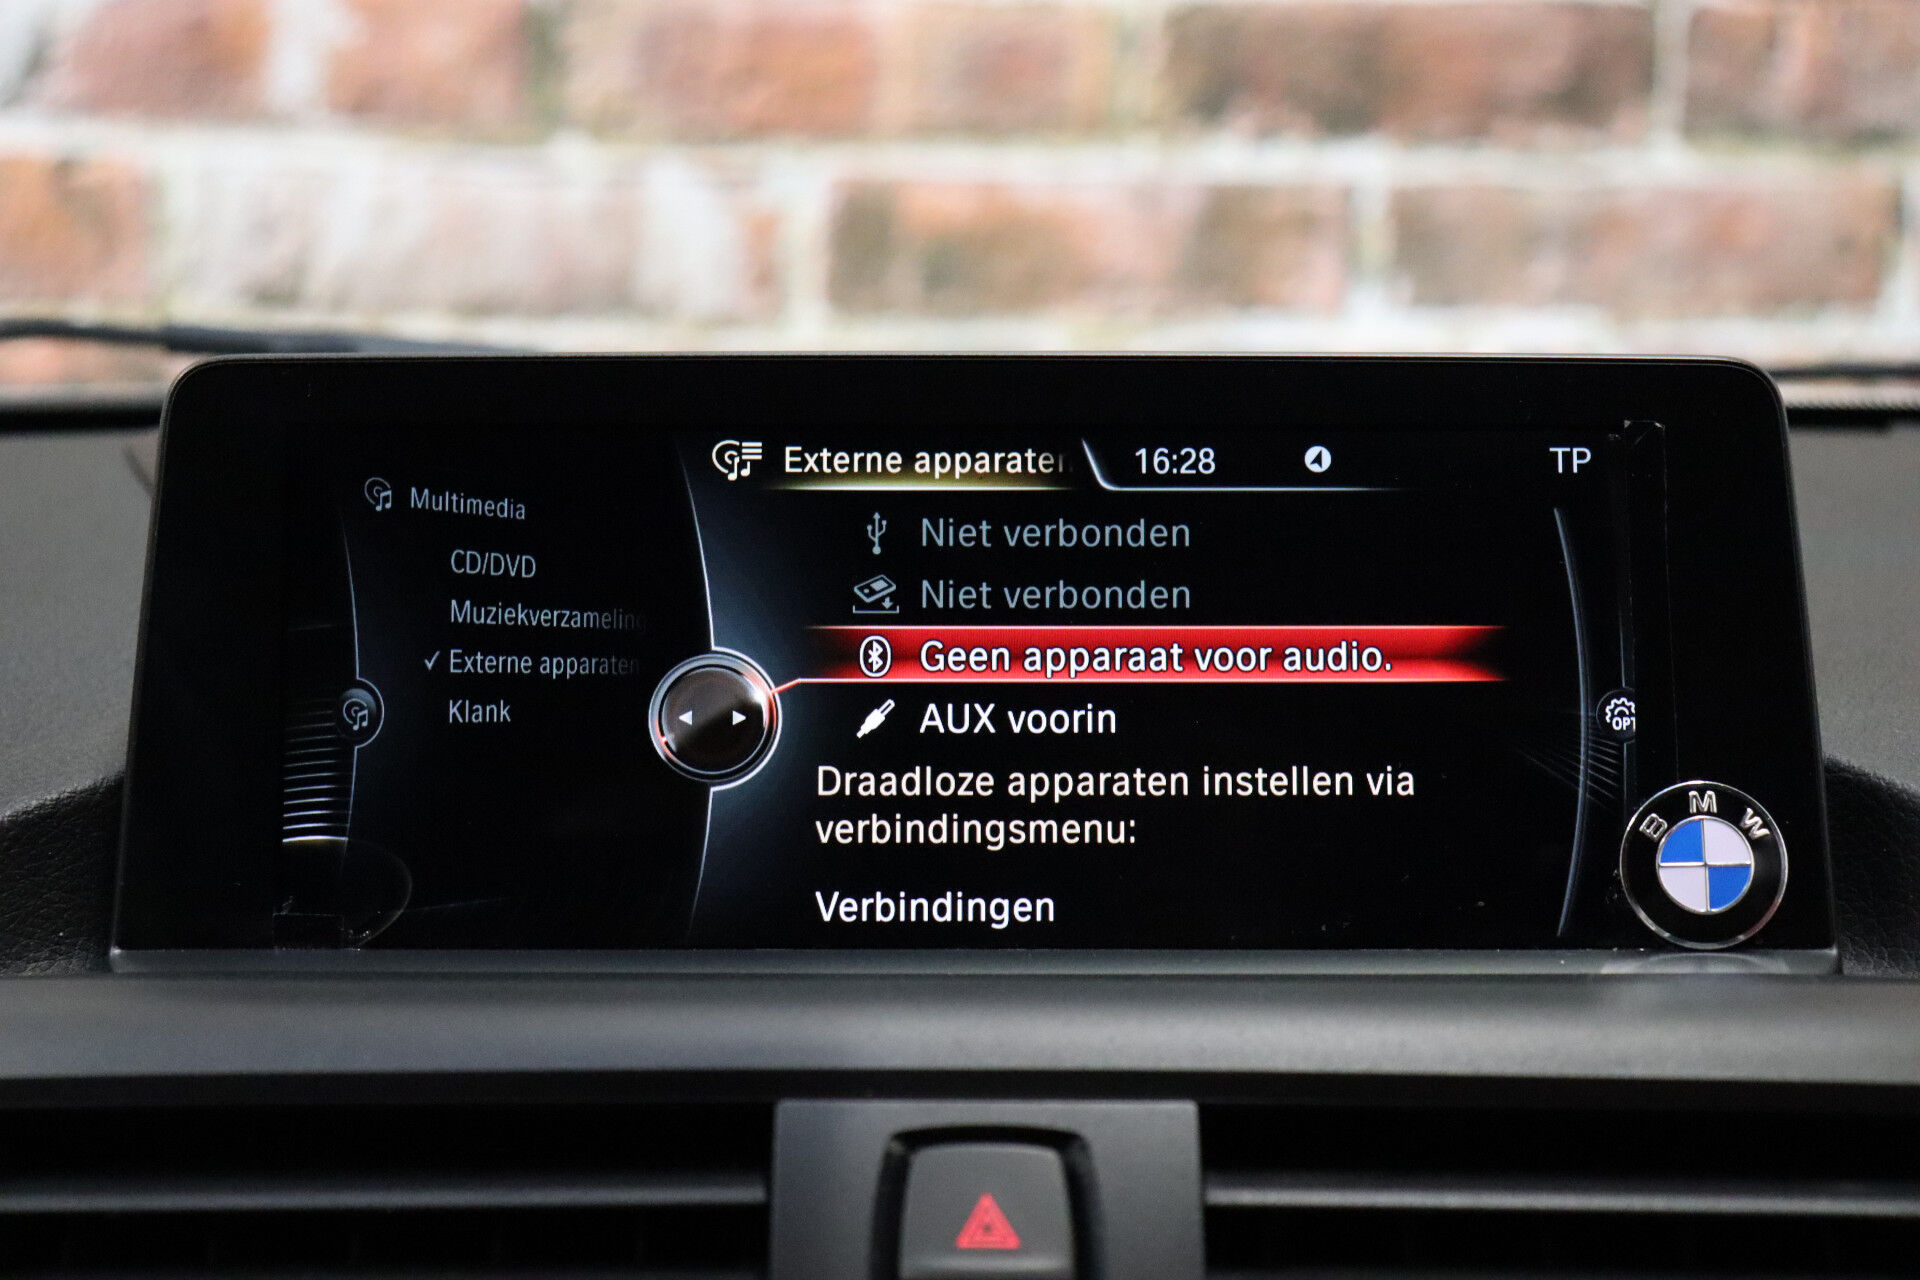 Multimedia
CD/DVD
Muziekverzameling
✓ Externe apparaten
Klank
Externe apparaten
16:28
TP
Niet verbonden
Niet verbonden
Geen apparaat voor audio.
AUX voorin
Draadloze apparaten instellen via
verbindingsmenu:
Verbindingen
OPT
BMW